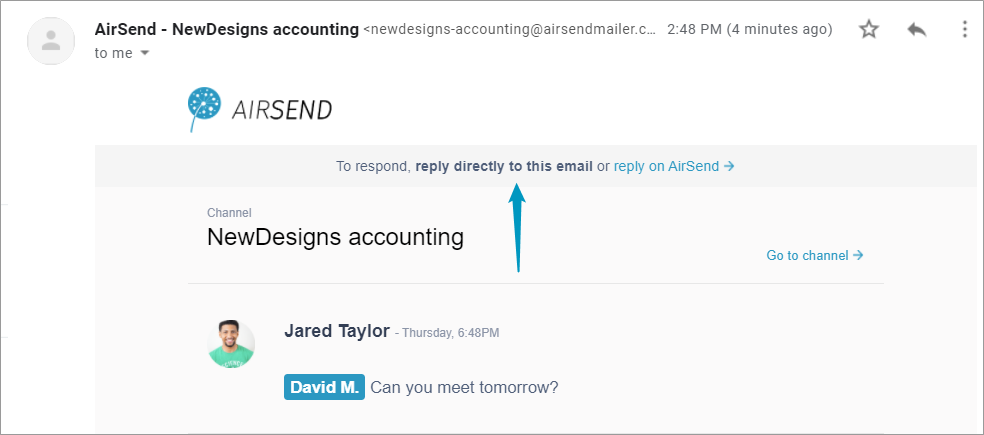 AirSend - NewDesigns accounting <newdesigns-accounting@airsendmailer.c... 2:48 PM (4 minutes ago)
to me
AIRSEND
To respond, reply directly to this email or reply on AirSend →
Channel
NewDesigns accounting
Go to channel →
Jared Taylor - Thursday, 6:48PM
David M. Can you meet tomorrow?